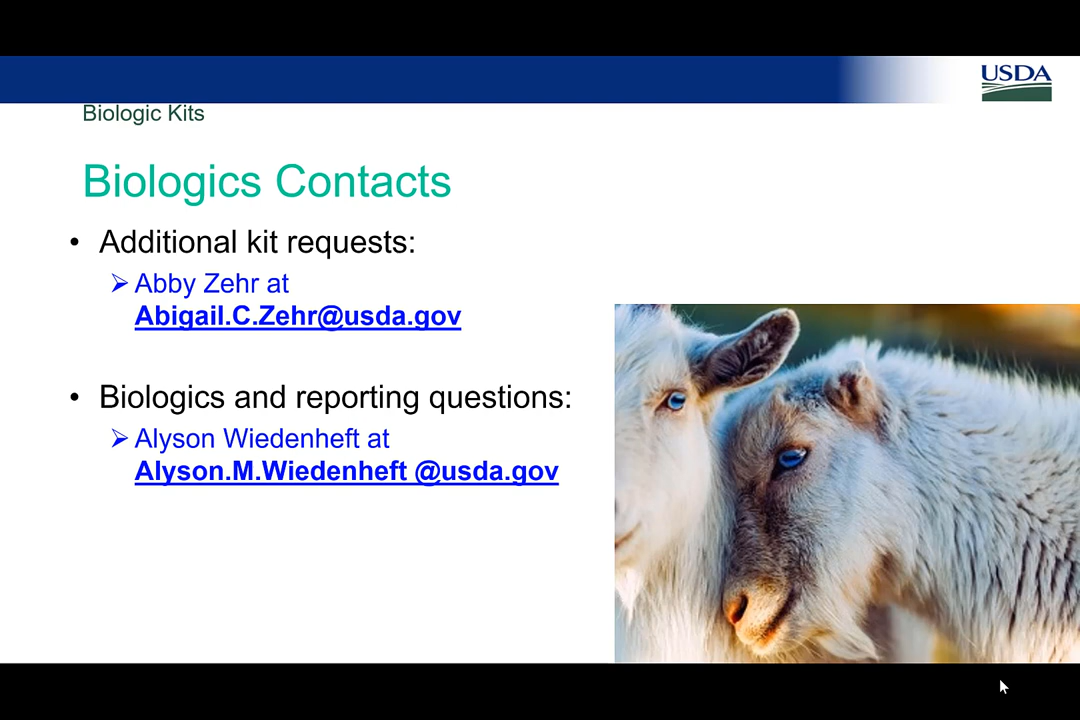 USDA
Biologic Kits
Biologics Contacts
• Additional kit requests:
➢ Abby Zehr at
Abigail.C.Zehr@usda.gov
• Biologics and reporting questions:
➢ Alyson Wiedenheft at
Alyson.M.Wiedenheft @usda.gov